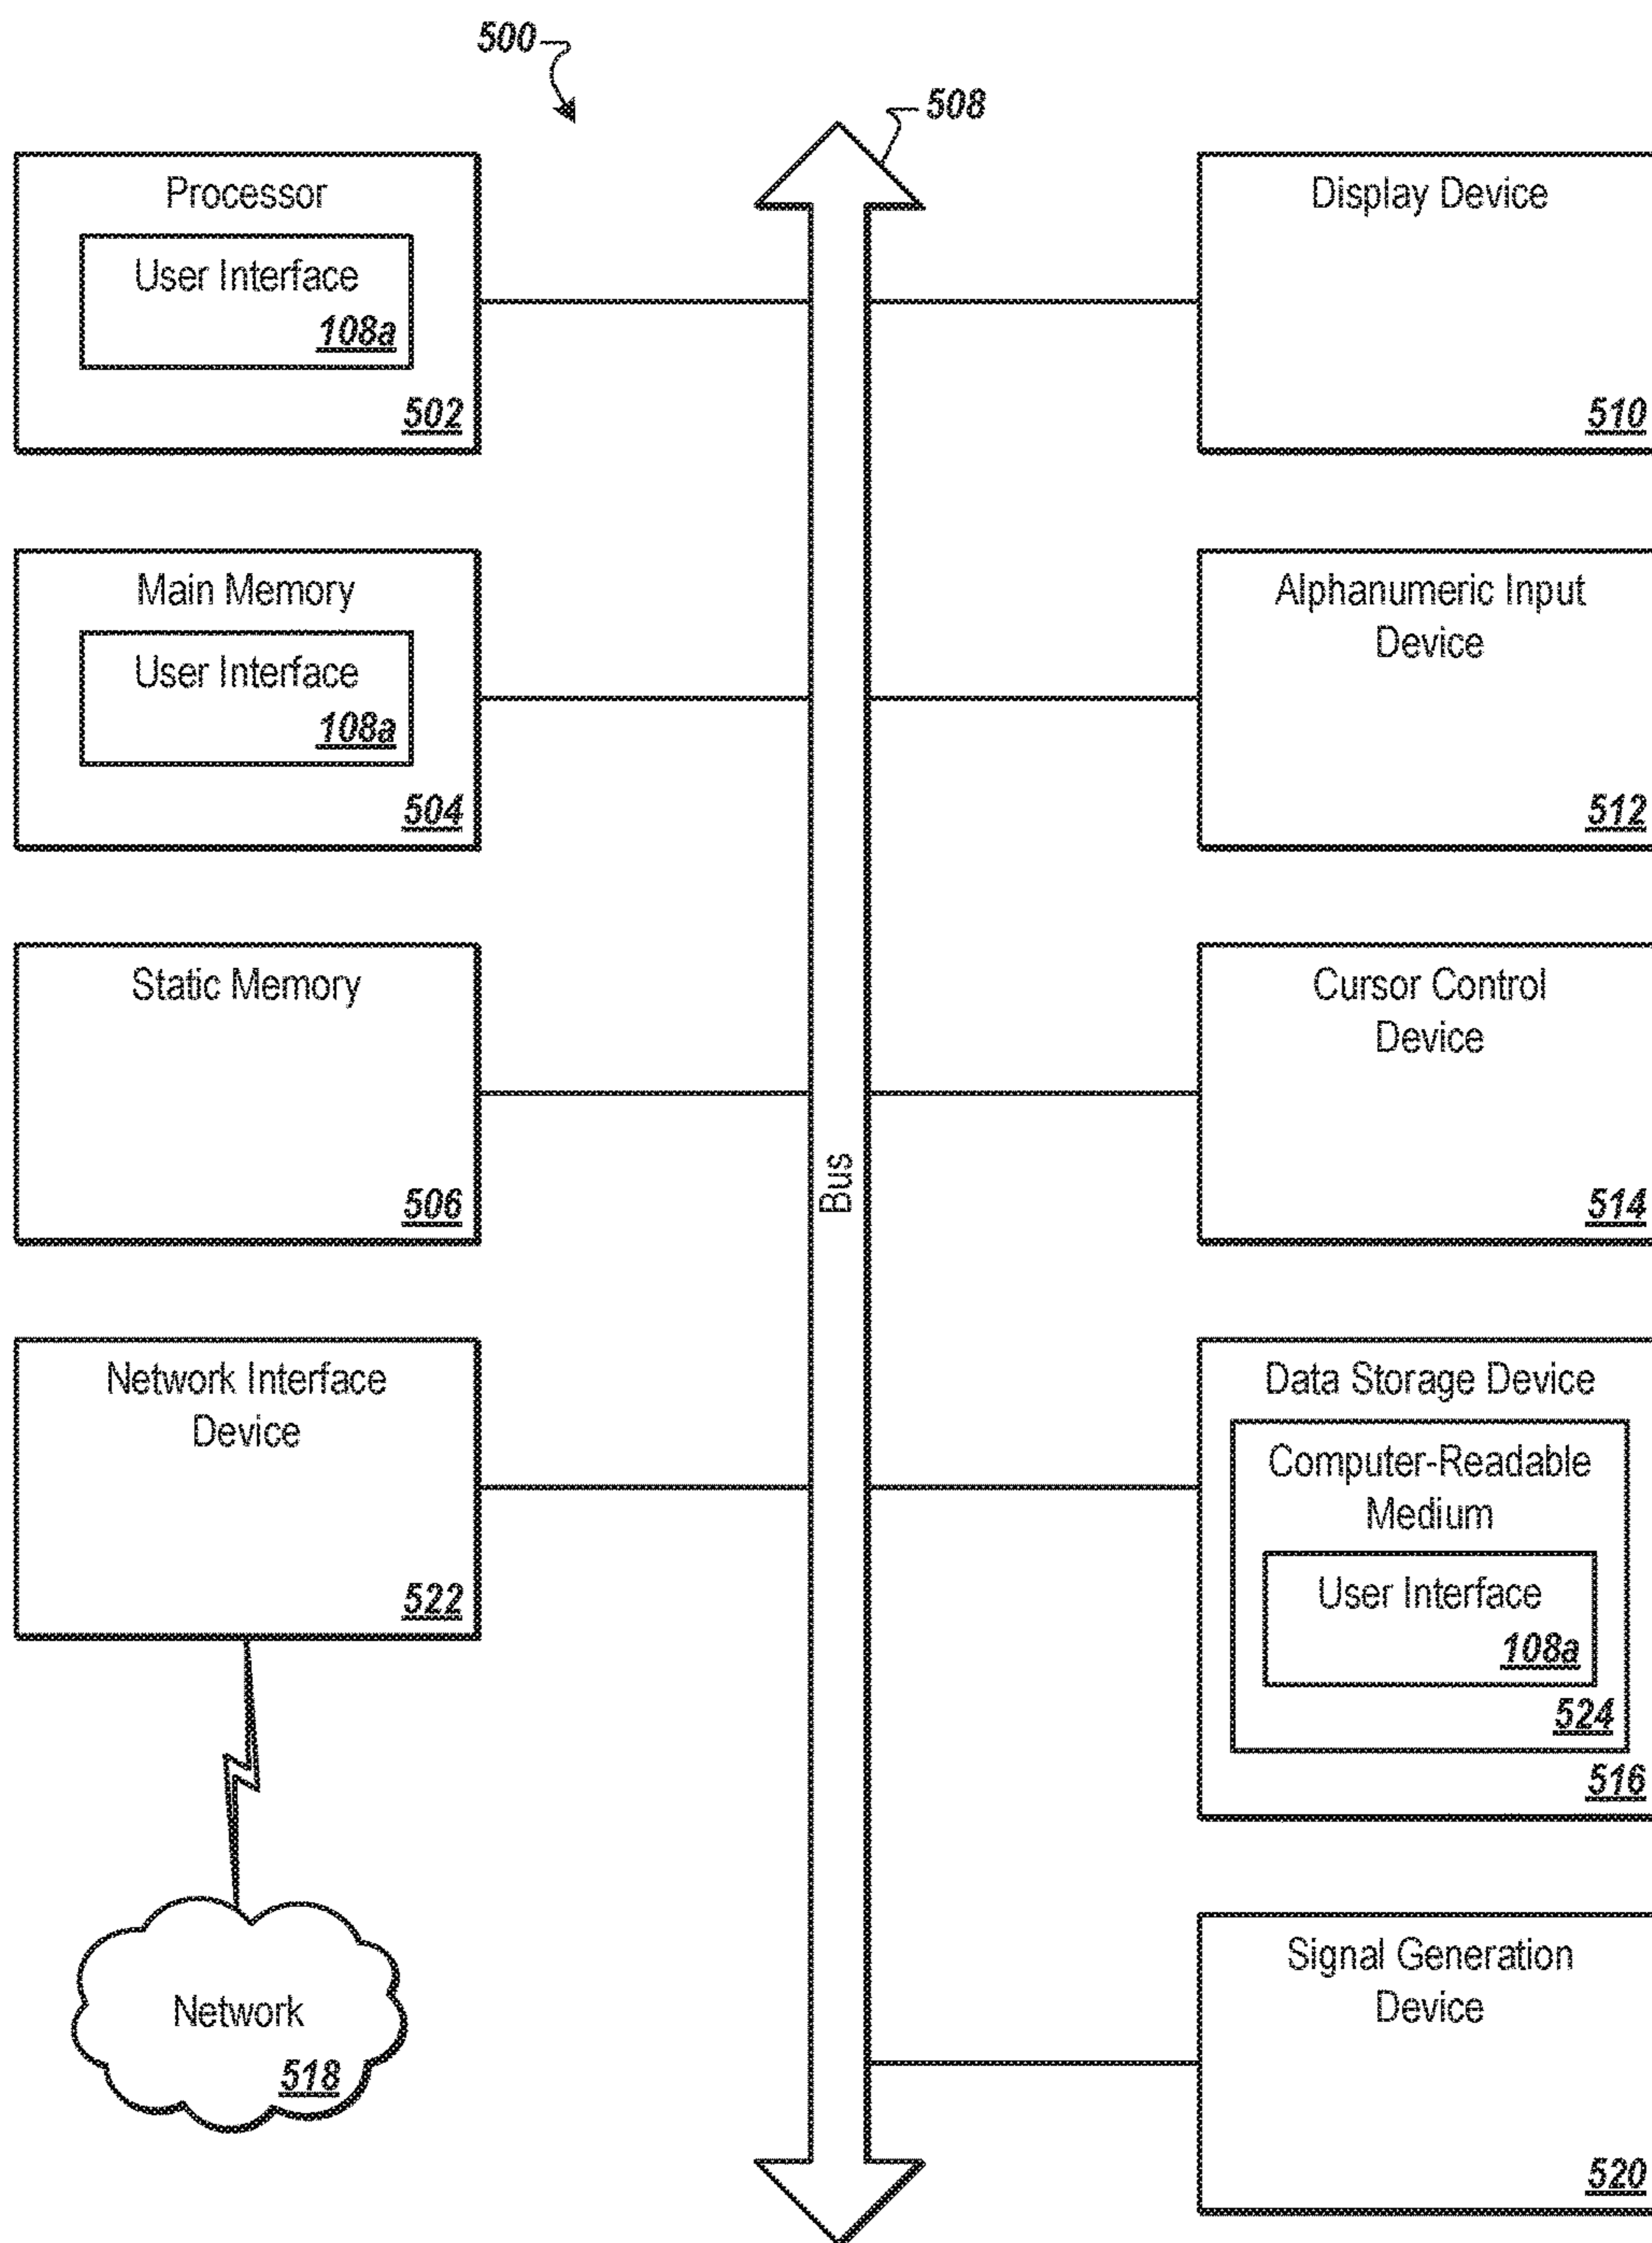 500
508
Processor
User Interface
108a
502
Display Device
510
Main Memory
User Interface
108a
504
Alphanumeric Input
Device
512
Static Memory
506
Cursor Control
Device
514
Bus
Network Interface
Device
522
Data Storage Device
Computer-Readable
Medium
User Interface
108a
524
516
Network
518
Signal Generation
Device
520